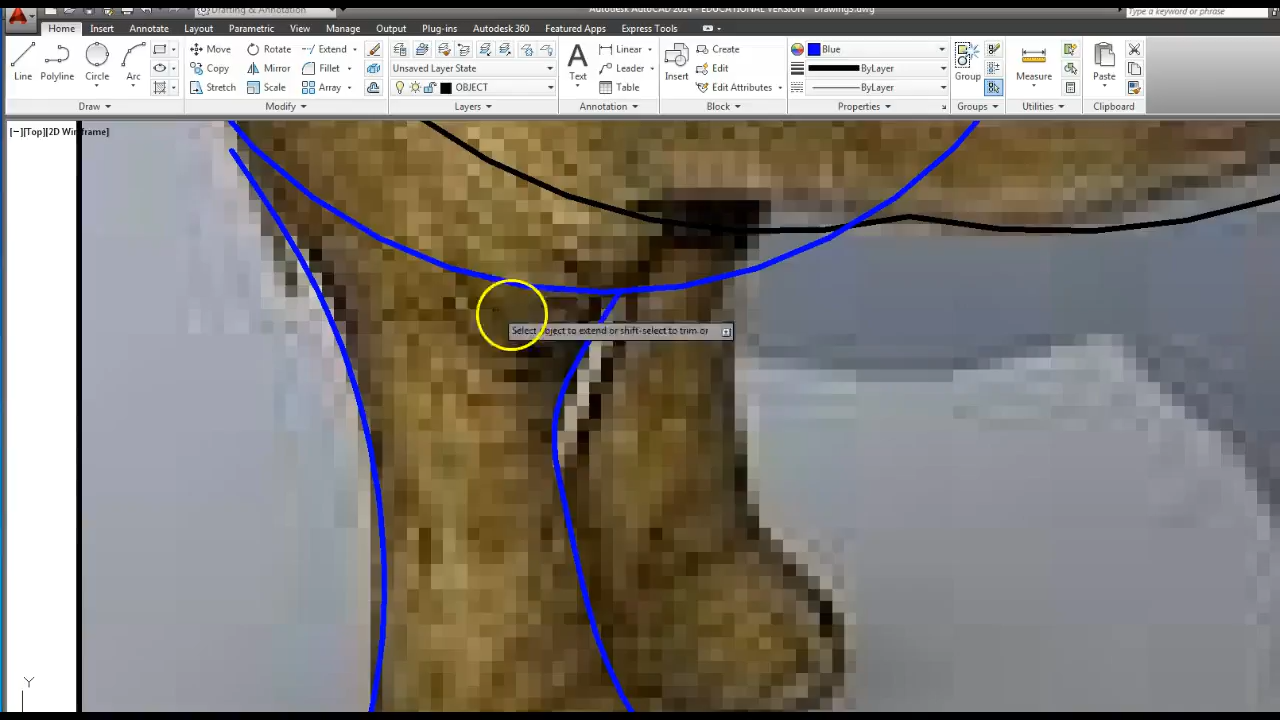 Drafting & Annotation
Autodesk AutoCAD 2014 - EDUCATIONAL VERSION Drawing3.dwg
Type a keyword or phrase
Home Insert Annotate Layout Parametric View Manage Output Plug-ins Autodesk 360 Featured Apps Express Tools
Line Polyline Circle Arc
Move Rotate Extend
Copy Mirror Fillet
Stretch Scale Array
Unsaved Layer State
OBJECT
Text
Linear
Leader
Table
Insert
Create
Edit
Edit Attributes
Blue
ByLayer
ByLayer
Group
Measure
Paste
Draw Modify Layers Annotation Block Properties Groups Utilities Clipboard
[−][Top][2D Wireframe]
Select object to extend or shift-select to trim or
Y